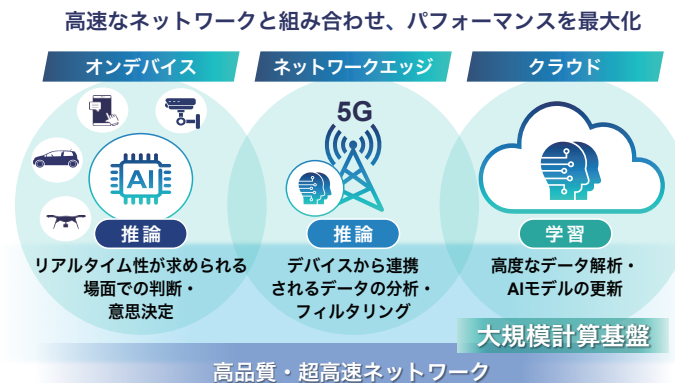 高速なネットワークと組み合わせ、パフォーマンスを最大化
オンデバイス
ネットワークエッジ
クラウド
5G
AI
推論
推論
学習
リアルタイム性が求められる
場面での判断・
意思決定
デバイスから連携
されるデータの分析・
フィルタリング
高度なデータ解析・
AIモデルの更新
大規模計算基盤
高品質・超高速ネットワーク